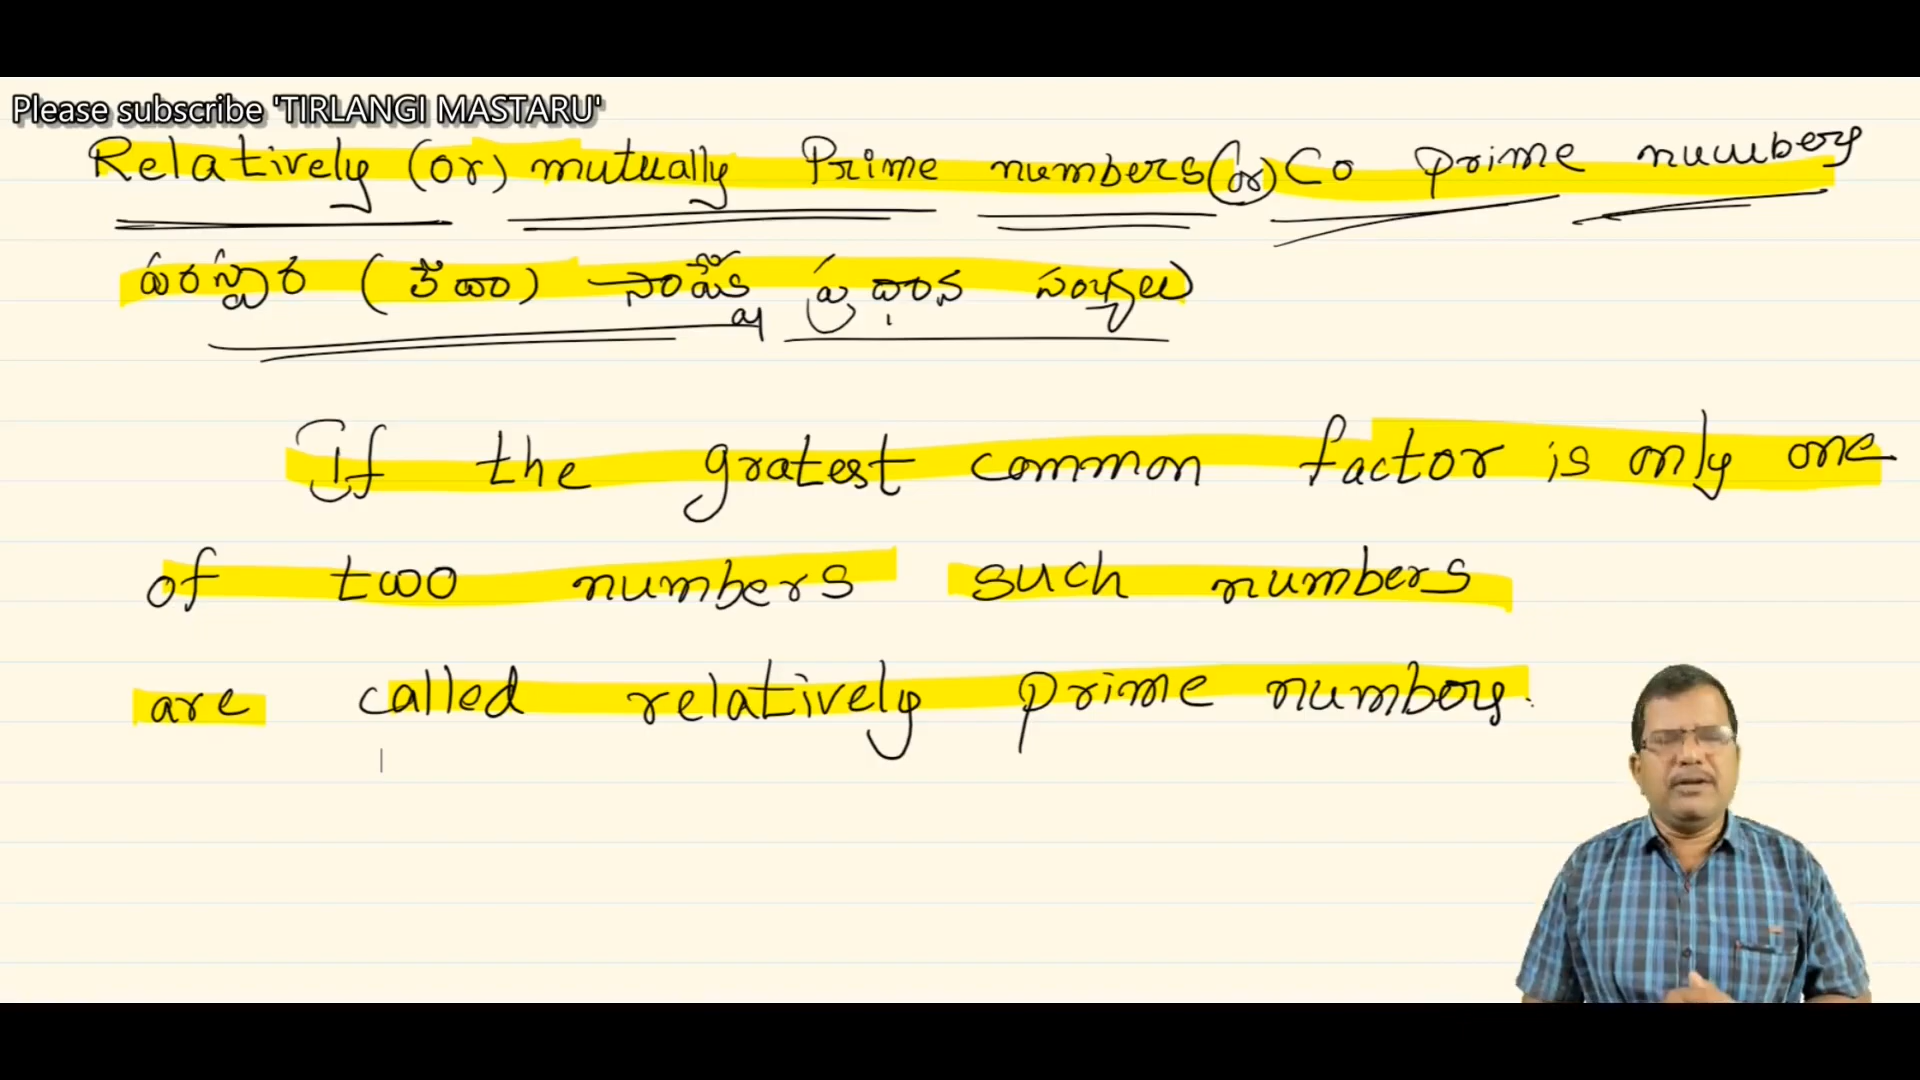 Please subscribe 'TIRLANGI MASTARU'
Relatively (or) mutually Prime numbers (or) Co prime numbers
పరస్పర ( లేదా ) సాపేక్ష ప్రధాన సంఖ్యలు
If the gratest common factor is only one
of two numbers such numbers
are called relatively prime numbers.